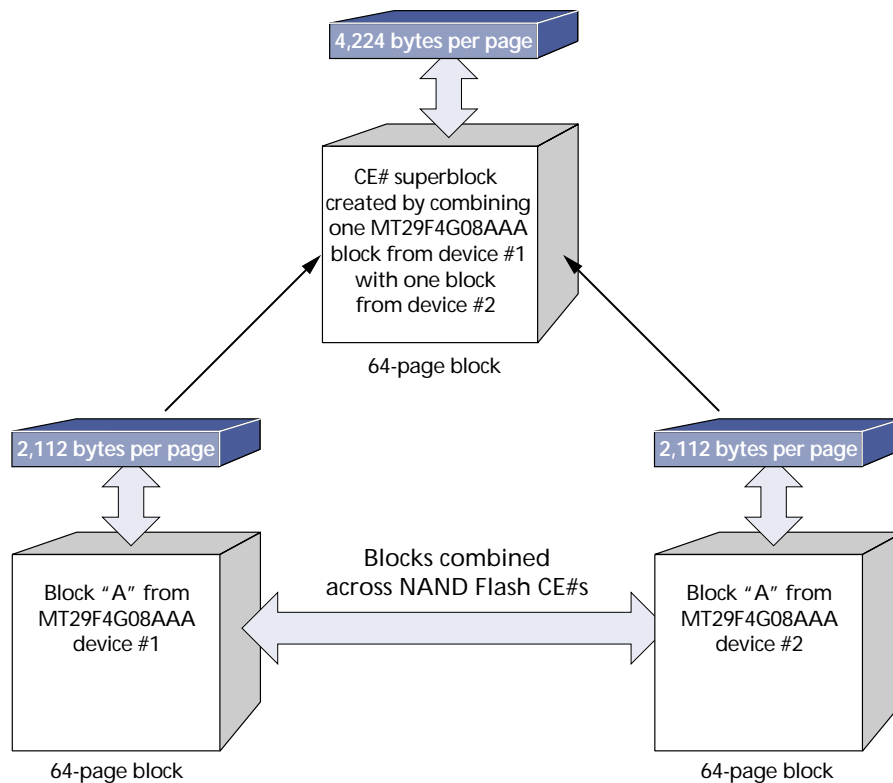 4,224 bytes per page
CE# superblock
created by combining
one MT29F4G08AAA
block from device #1
with one block
from device #2
64-page block
2,112 bytes per page
2,112 bytes per page
Blocks combined
across NAND Flash CE#s
Block “A” from
MT29F4G08AAA
device #1
Block “A” from
MT29F4G08AAA
device #2
64-page block
64-page block